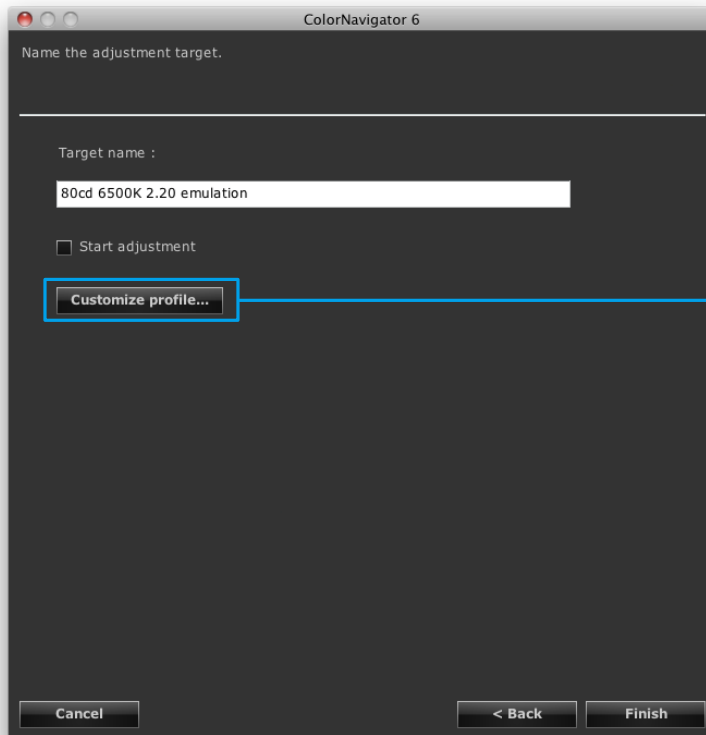 ColorNavigator 6
Name the adjustment target.
Target name :
80cd 6500K 2.20 emulation
Start adjustment
Customize profile...
Cancel
< Back
Finish